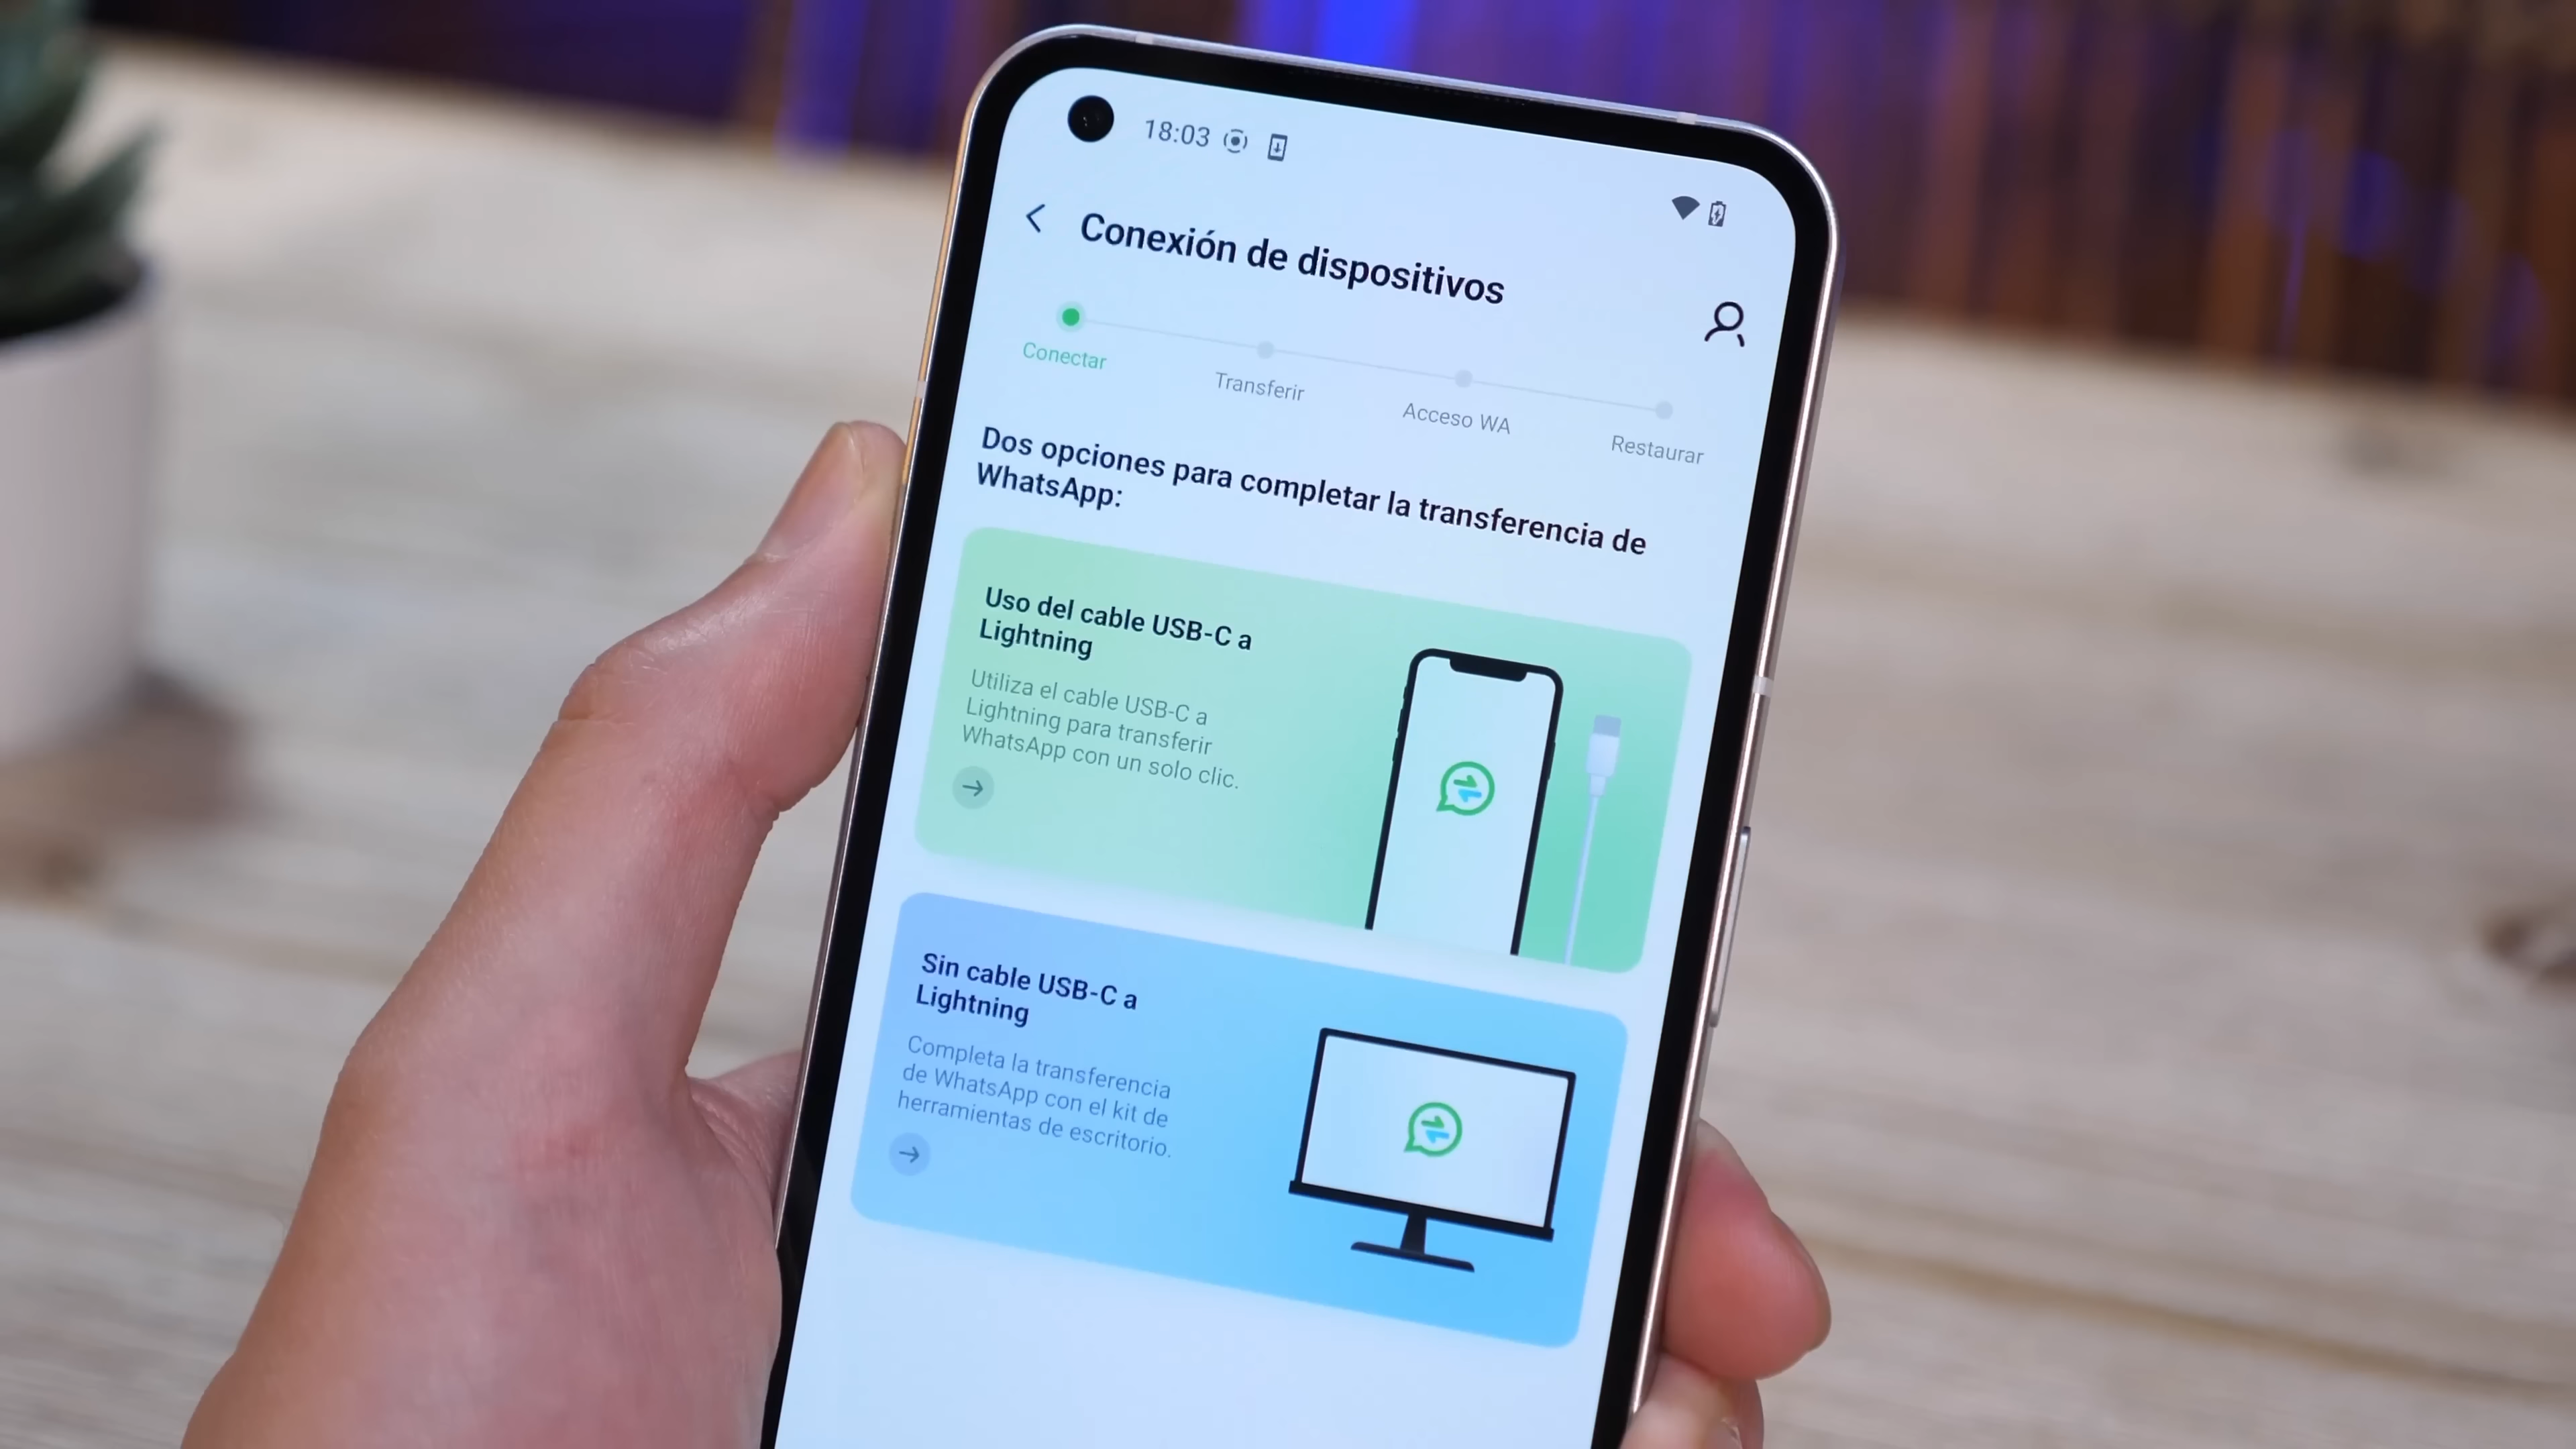 18:03
Conexión de dispositivos
Conectar
Transferir
Acceso WA
Restaurar
Dos opciones para completar la transferencia de
WhatsApp:
Uso del cable USB-C a
Lightning
Utiliza el cable USB-C a
Lightning para transferir
WhatsApp con un solo clic.
Sin cable USB-C a
Lightning
Completa la transferencia
de WhatsApp con el kit de
herramientas de escritorio.